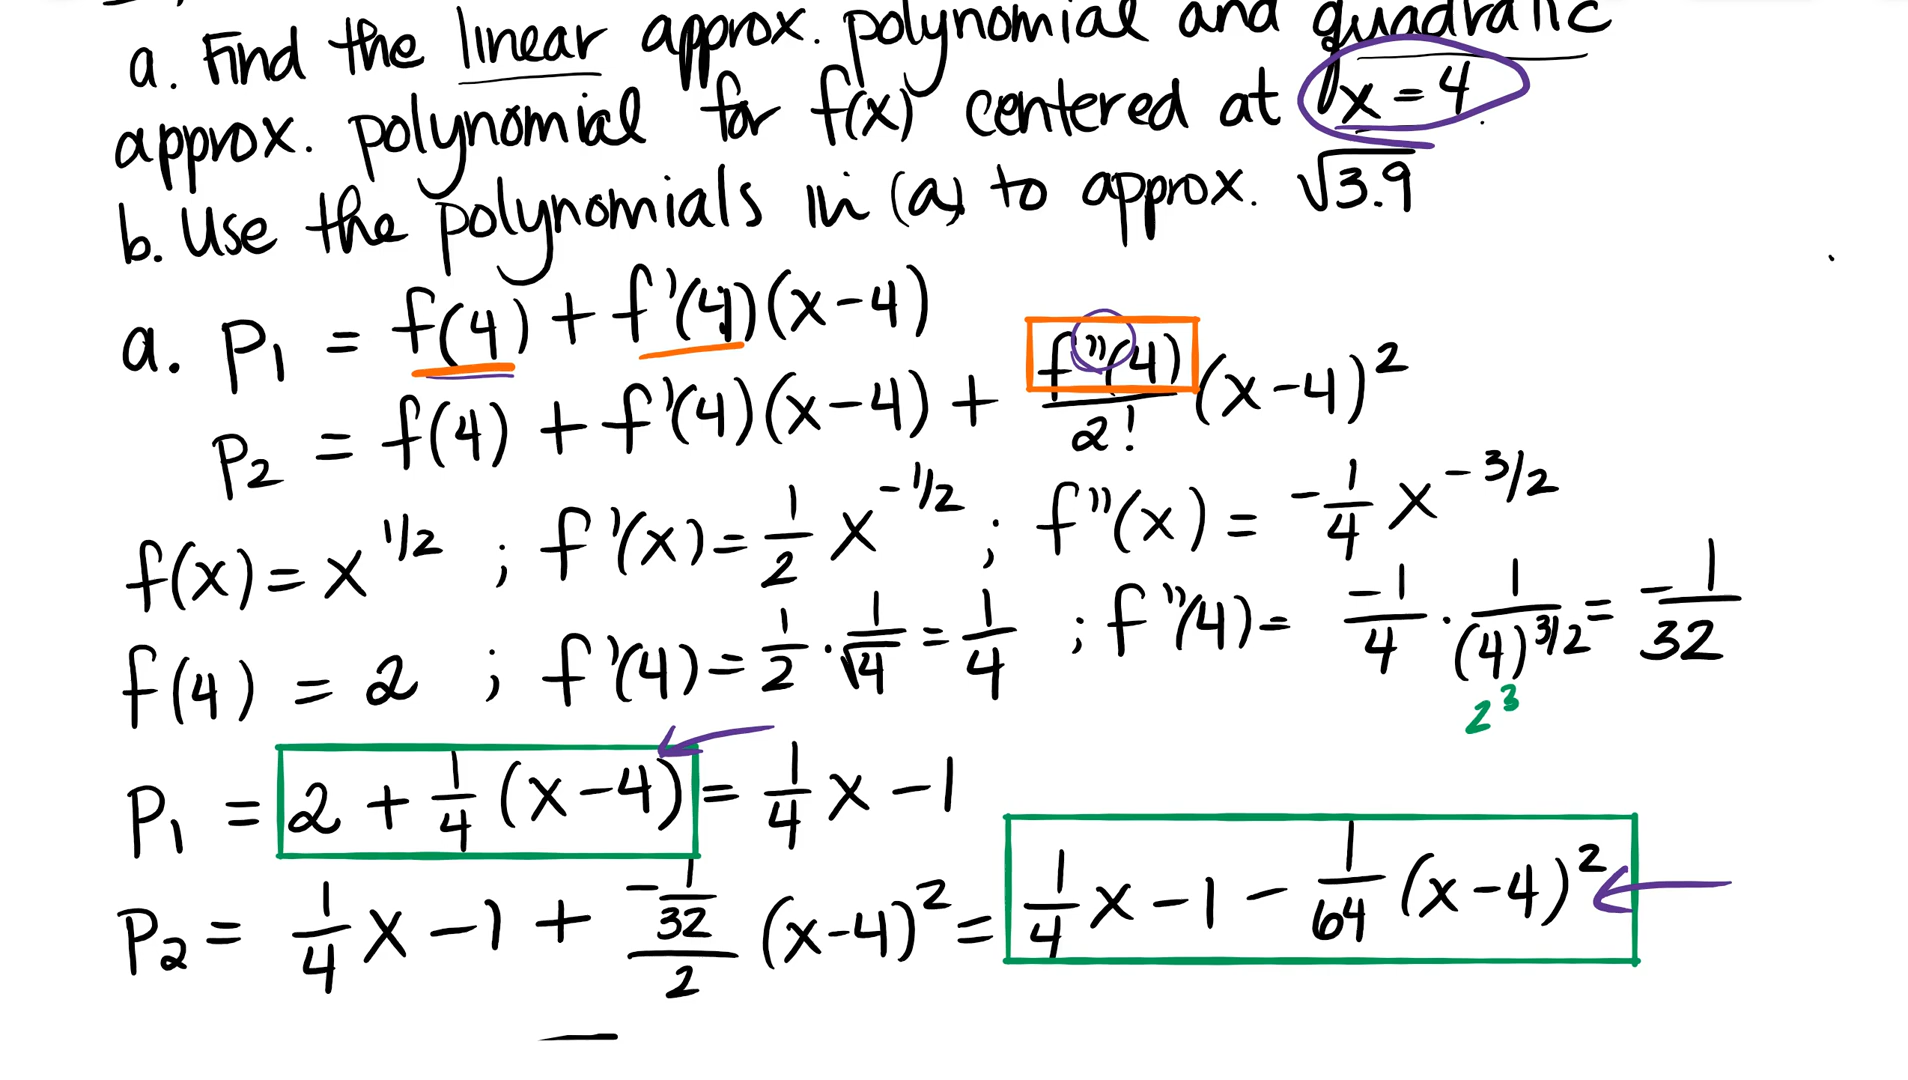 a. Find the linear approx. polynomial and quadratic
approx. polynomial for f(x) centered at x = 4.
b. Use the polynomials in (a) to approx. √3.9
a. P₁ = f(4) + f'(4)(x-4)
P₂ = f(4) + f'(4)(x-4) + f''(4)/2! (x-4)²
f(x) = x^1/2 ; f'(x) = 1/2 x^-1/2 ; f''(x) = -1/4 x^-3/2
f(4) = 2 ; f'(4) = 1/2 · 1/√4 = 1/4 ; f''(4) = -1/4 · 1/(4)^3/2 = -1/32
2³
P₁ = 2 + 1/4 (x-4) = 1/4 x - 1
P₂ = 1/4 x - 1 + (-1/32)/2 (x-4)² = 1/4 x - 1 - 1/64 (x-4)²